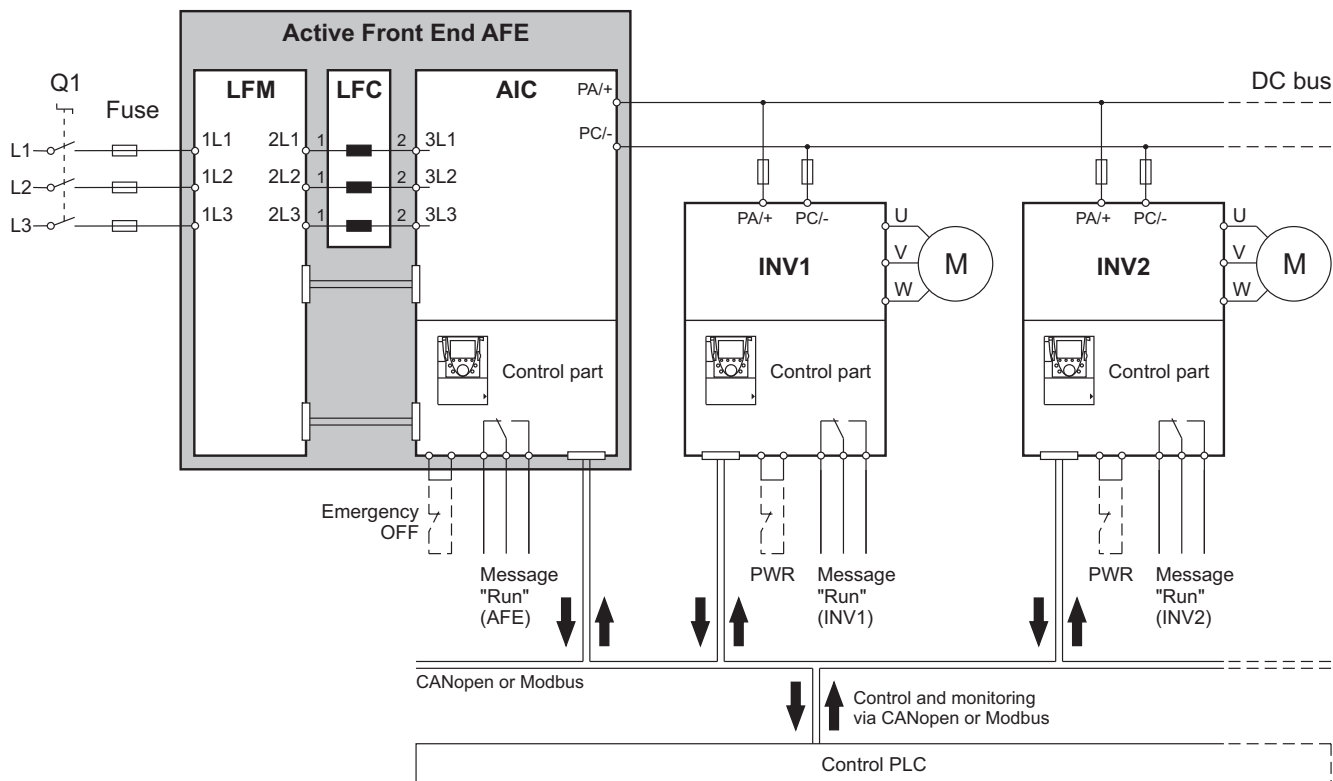 Active Front End AFE
Q1
Fuse
LFM
LFC
AIC
PA/+
DC bus
PC/-
L1
1L1
2L1
1
2
3L1
L2
1L2
2L2
1
2
3L2
L3
1L3
2L3
1
2
3L3
PA/+
PC/-
U
V
W
INV1
M
PA/+
PC/-
U
V
W
INV2
M
Control part
Control part
Control part
Emergency
OFF
Message
"Run"
(AFE)
PWR
Message
"Run"
(INV1)
PWR
Message
"Run"
(INV2)
CANopen or Modbus
Control and monitoring
via CANopen or Modbus
Control PLC